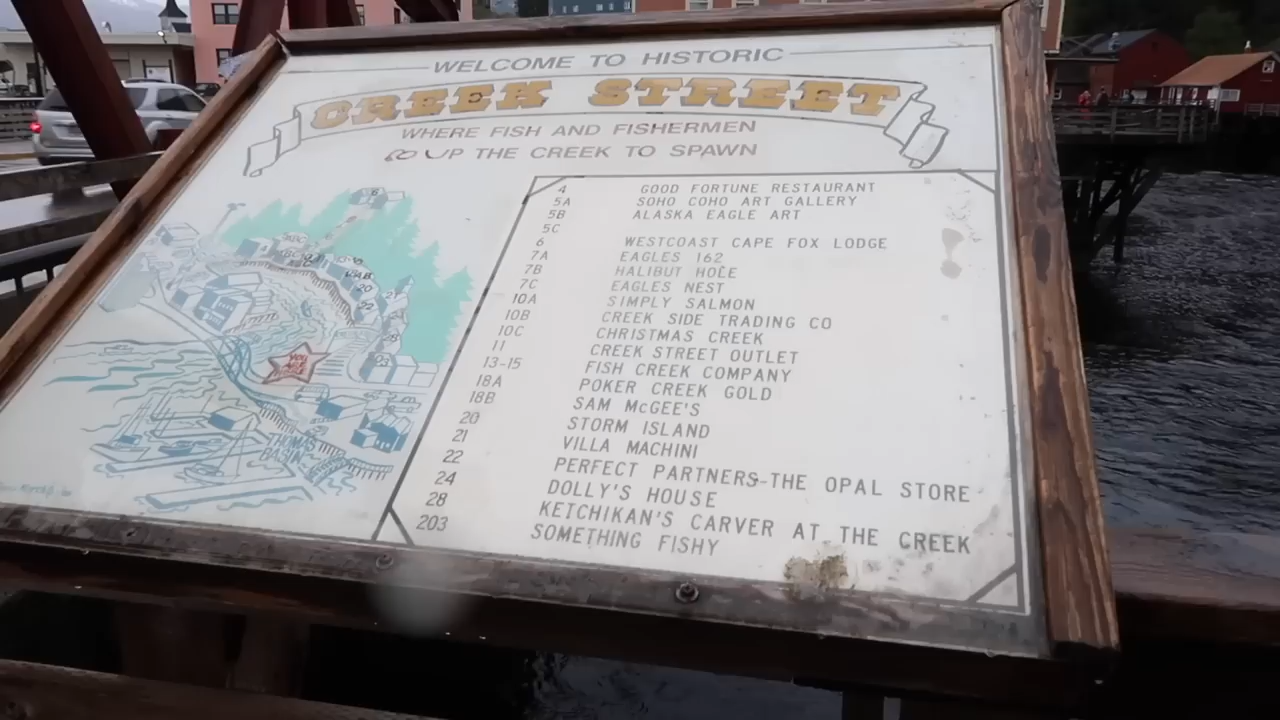 WELCOME TO HISTORIC
CREEK STREET
WHERE FISH AND FISHERMEN
GO UP THE CREEK TO SPAWN
4 GOOD FORTUNE RESTAURANT
5A SOHO COHO ART GALLERY
5B ALASKA EAGLE ART
5C
6 WESTCOAST CAPE FOX LODGE
7A EAGLES 162
7B HALIBUT HOLE
7C EAGLES NEST
10A SIMPLY SALMON
10B CREEK SIDE TRADING CO
10C CHRISTMAS CREEK
11 CREEK STREET OUTLET
13-15 FISH CREEK COMPANY
18A POKER CREEK GOLD
18B SAM McGEE'S
20 STORM ISLAND
21 VILLA MACHINI
22 PERFECT PARTNERS-THE OPAL STORE
24 DOLLY'S HOUSE
28 KETCHIKAN'S CARVER AT THE CREEK
203 SOMETHING FISHY
YOU
ARE
HERE
THOMAS
BASIN